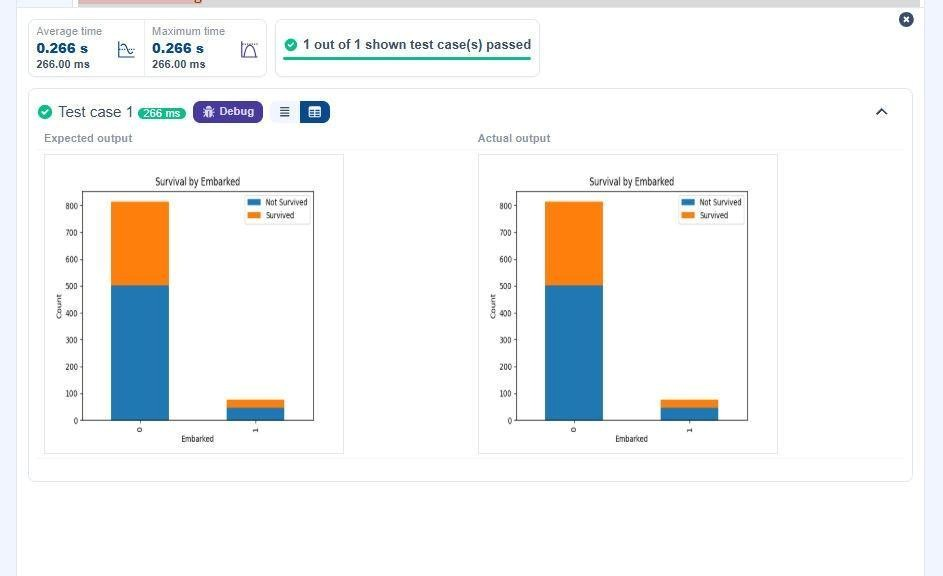 Average time
0.266 s
266.00 ms
Maximum time
0.266 s
266.00 ms
1 out of 1 shown test case(s) passed
Test case 1 266 ms Debug
Expected output
Actual output
Survival by Embarked
Not Survived
Survived
800
700
600
500
400
300
200
100
0
Count
0
1
Embarked
Survival by Embarked
Not Survived
Survived
800
700
600
500
400
300
200
100
0
Count
0
1
Embarked